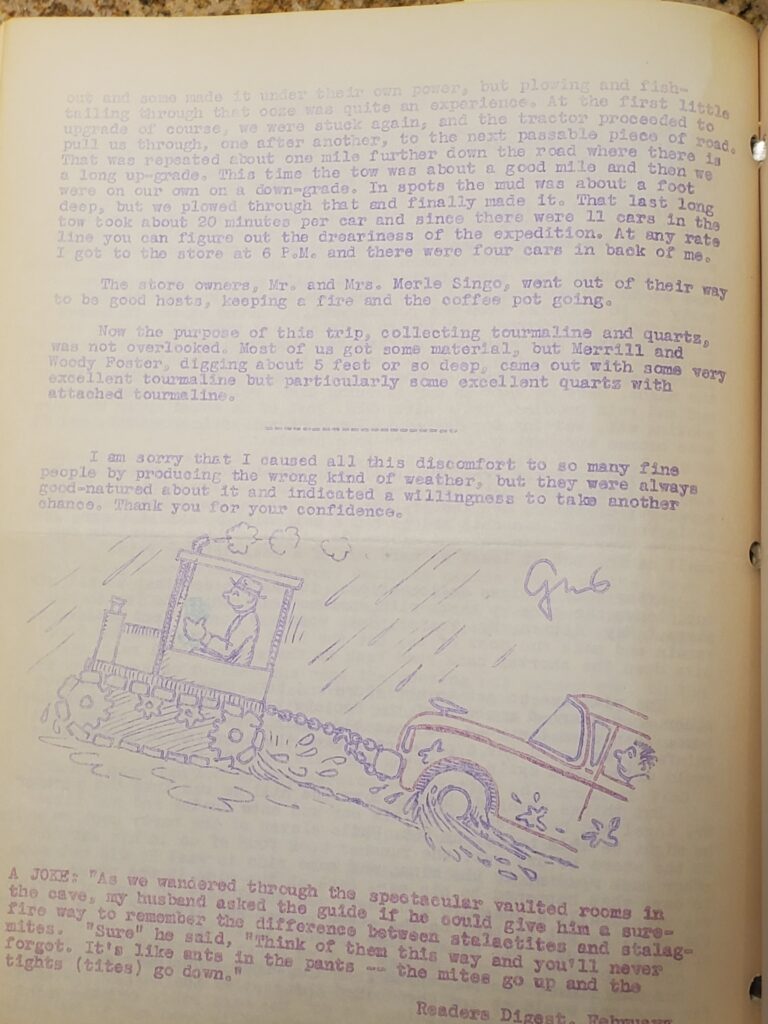 out and some made it under their own power, but plowing and fish-
tailing through that ooze was quite an experience. At the first little
upgrade of course, we were stuck again, and the tractor proceeded to
pull us through, one after another, to the next passable piece of road.
That was repeated about one mile further down the road where there is
a long up-grade. This time the tow was about a good mile and then we
were on our own on a down-grade. In spots the mud was about a foot
deep, but we plowed through that and finally made it. That last long
tow took about 20 minutes per car and since there were 11 cars in the
line you can figure out the dreariness of the expedition. At any rate
I got to the store at 6 P.M. and there were four cars in back of me.
The store owners, Mr. and Mrs. Merle Singo, went out of their way
to be good hosts, keeping a fire and the coffee pot going.
Now the purpose of this trip, collecting tourmaline and quartz,
was not overlooked. Most of us got some material, but Merrill and
Woody Foster, digging about 5 feet or so deep, came out with some very
excellent tourmaline but particularly some excellent quartz with
attached tourmaline.
I am sorry that I caused all this discomfort to so many fine
people by producing the wrong kind of weather, but they were always
good-natured about it and indicated a willingness to take another
chance. Thank you for your confidence.
A JOKE: "As we wandered through the spectacular vaulted rooms in
the cave, my husband asked the guide if he could give him a sure-
fire way to remember the difference between stalactites and stalag-
mites. "Sure" he said, "Think of them this way and you'll never
forget. It's like ants in the pants -- the mites go up and the
tights (tites) go down."
Readers Digest, February